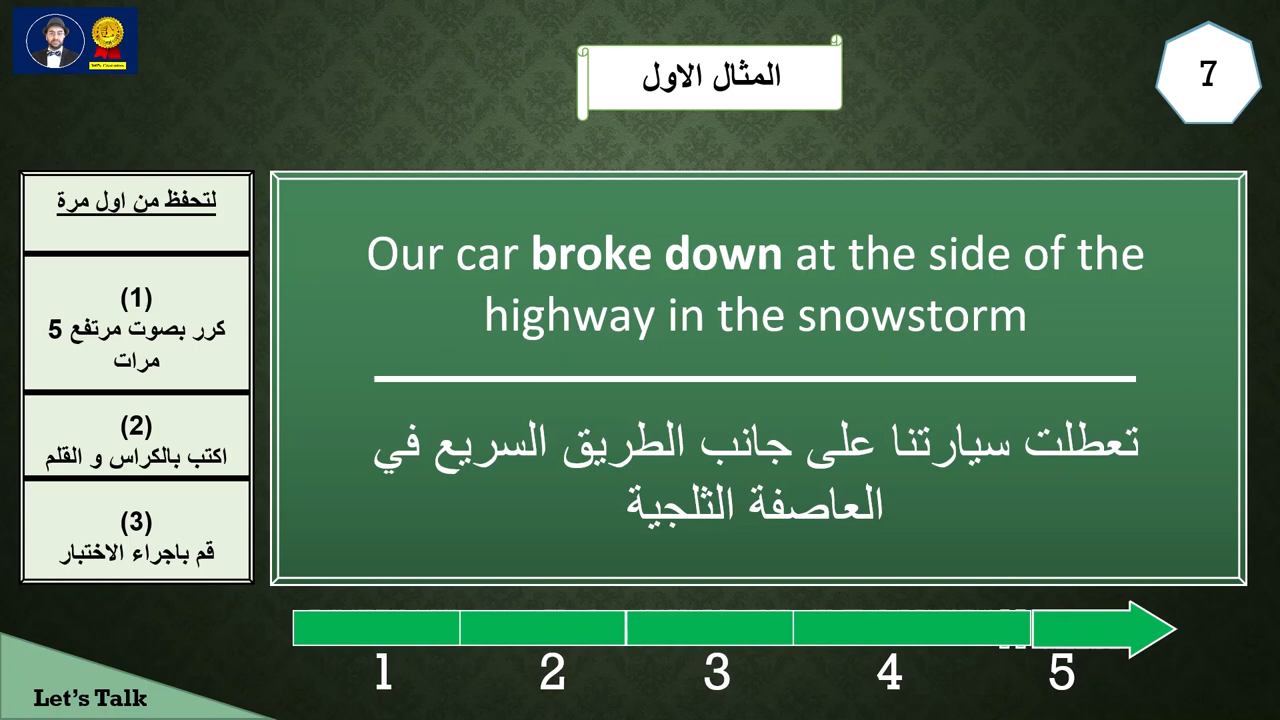 المثال الاول
7
لتحفظ من اول مرة
(1)
كرر بصوت مرتفع 5
مرات
(2)
اكتب بالكراس و القلم
(3)
قم باجراء الاختبار
Our car broke down at the side of the
highway in the snowstorm
تعطلت سيارتنا على جانب الطريق السريع في
العاصفة الثلجية
1 2 3 4 5
Let's Talk